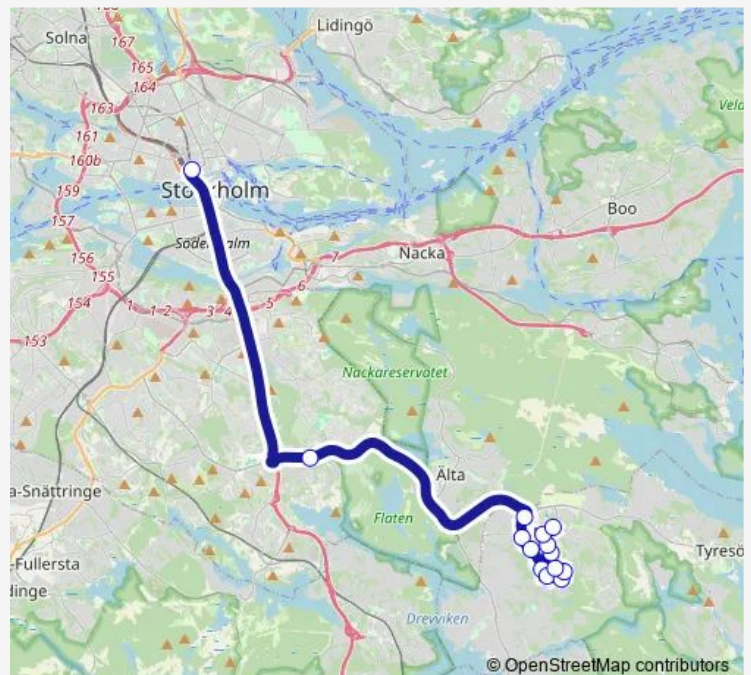 Lidingö
Solna
167
165
164
163
161
160b
159
157
156
155
154
153
Stockholm
Södermalm
Boo
Nacka
7
6
5
4
3
2
1
Nackareservatet
Älta
a-Snättringe
Flaten
Fullersta
dinge
Tyresö
Drevviken
© OpenStreetMap contributors